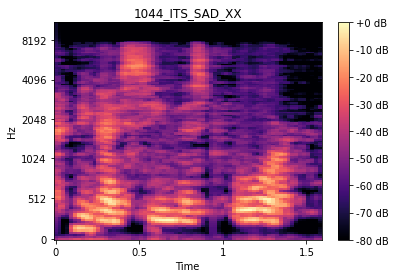 1044_ITS_SAD_XX
8192
4096
2048
1024
512
0
Hz
0
0.5
1
1.5
Time
+0 dB
-10 dB
-20 dB
-30 dB
-40 dB
-50 dB
-60 dB
-70 dB
-80 dB